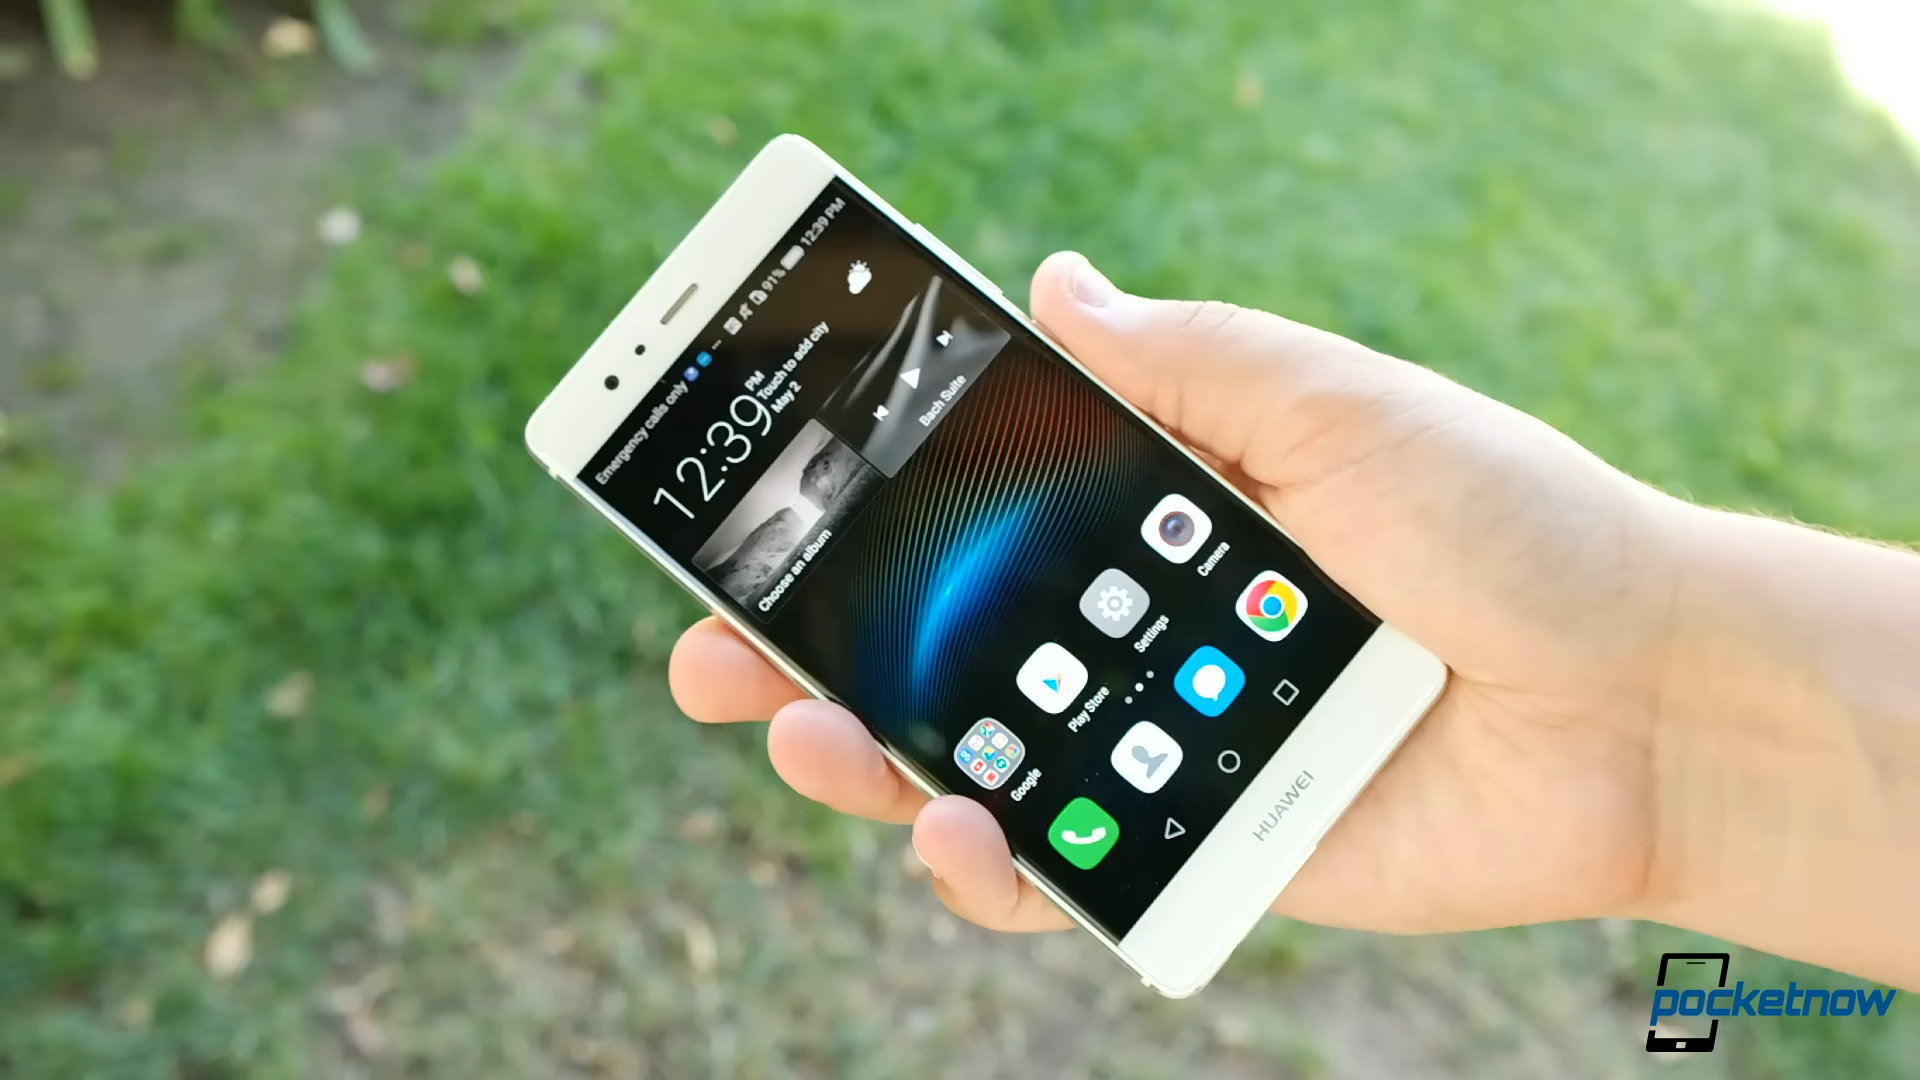 Emergency calls only
91% 12:39 PM
12:39 PM
Touch to add city
May 2
Bach Suite
Choose an album
Google
Play Store
Settings
Camera
HUAWEI
pocketnow